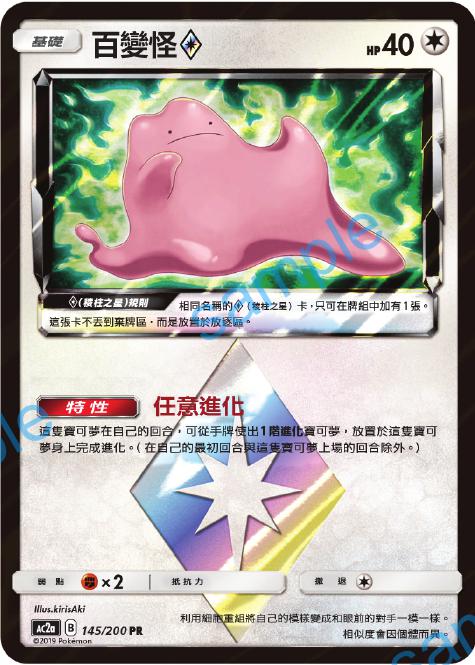 基礎 百變怪◇ HP 40
◇(稜柱之星)規則 相同名稱的◇(稜柱之星)卡,只可在牌組中加有1張。
這張卡不丟到棄牌區,而是放置於放逐區。
特性 任意進化
這隻寶可夢在自己的回合,可從手牌使出1階進化寶可夢,放置於這隻寶可
夢身上完成進化。(在自己的最初回合與這隻寶可夢上場的回合除外。)
弱點 ×2 抵抗力 撤退
Illus.kirisAki
AC2a B 145/200 PR
©2019 Pokémon
利用細胞重組將自己的模樣變成和眼前的對手一模一樣。
相似度會因個體而異。
sample